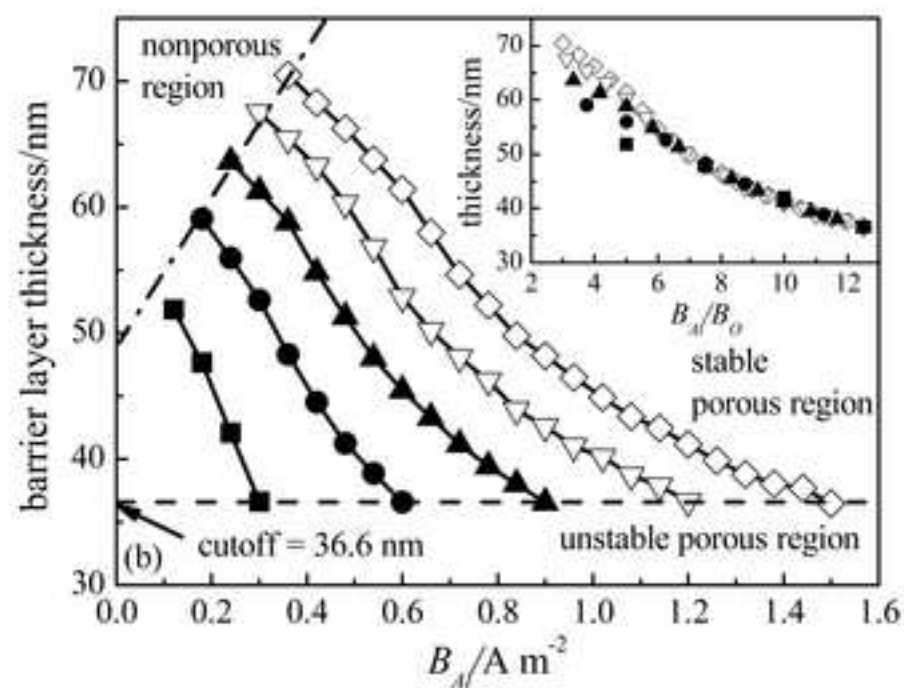 70
60
50
40
30
barrier layer thickness/nm
nonporous
region
70
60
50
40
30
thickness/nm
2 4 6 8 10 12
B_A/B_O
stable
porous region
(b)
cutoff = 36.6 nm
unstable porous region
0.0 0.2 0.4 0.6 0.8 1.0 1.2 1.4 1.6
B_A/A m⁻²